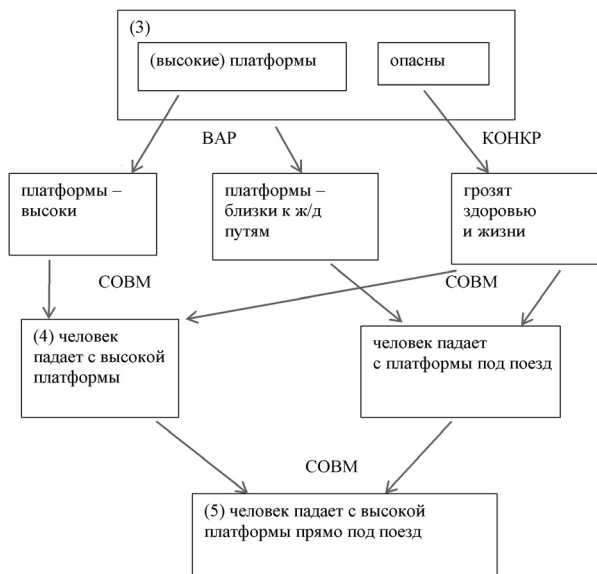 (3)
(высокие) платформы
опасны
ВАР
КОНКР
платформы –
высоки
платформы –
близки к ж/д
путям
грозят
здоровью
и жизни
СОВМ
СОВМ
(4) человек
падает с высокой
платформы
человек падает
с платформы под поезд
СОВМ
(5) человек падает с высокой
платформы прямо под поезд